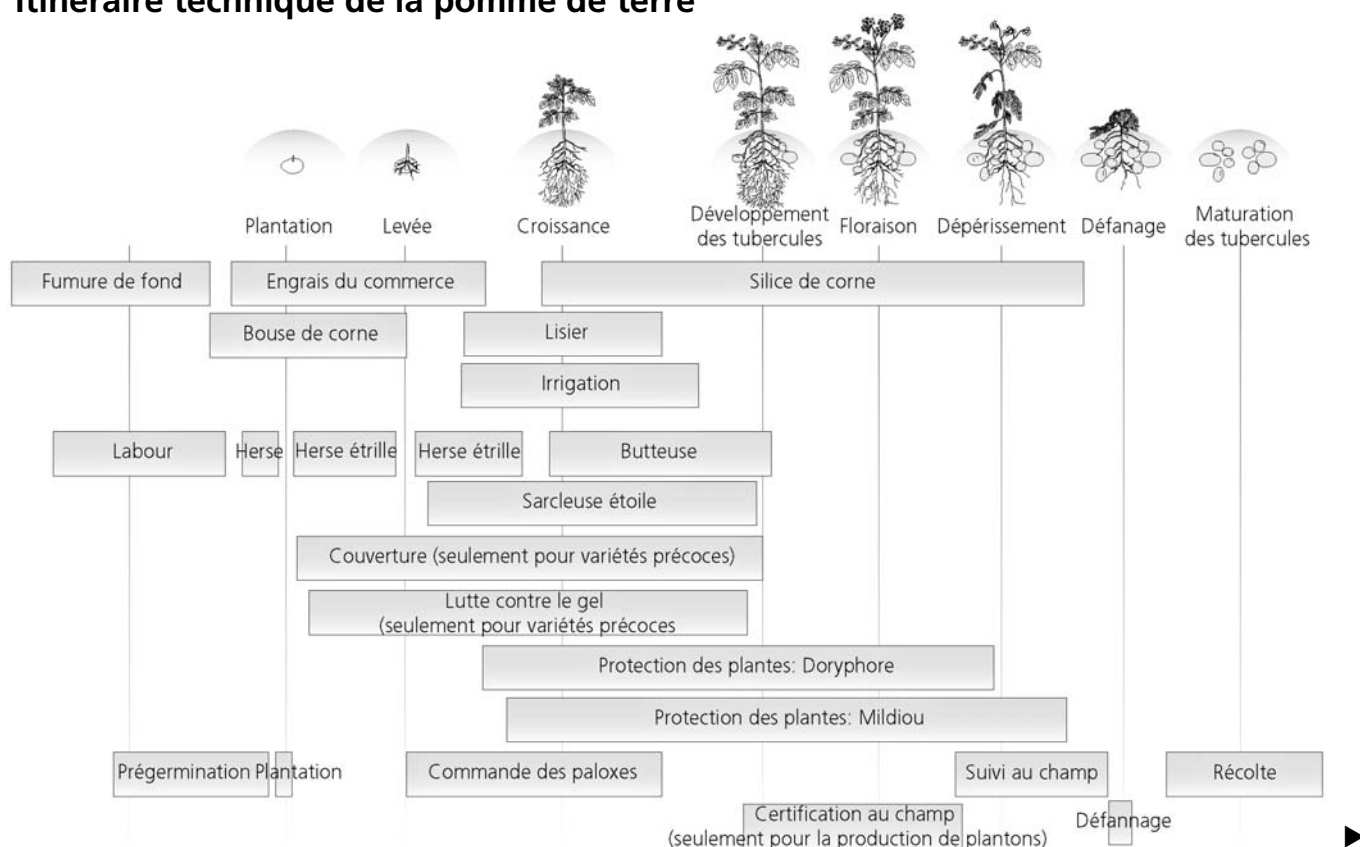 Itinéraire technique de la pomme de terre
Plantation
Levée
Croissance
Développement
des tubercules
Floraison
Dépérissement
Défanage
Maturation
des tubercules
Fumure de fond
Engrais du commerce
Silice de corne
Bouse de corne
Lisier
Irrigation
Labour
Herse
Herse étrille
Herse étrille
Butteuse
Sarcleuse étoile
Couverture (seulement pour variétés précoces)
Lutte contre le gel
(seulement pour variétés précoces
Protection des plantes: Doryphore
Protection des plantes: Mildiou
Prégermination
Plantation
Commande des paloxes
Suivi au champ
Récolte
Certification au champ
(seulement pour la production de plantons)
Défannage